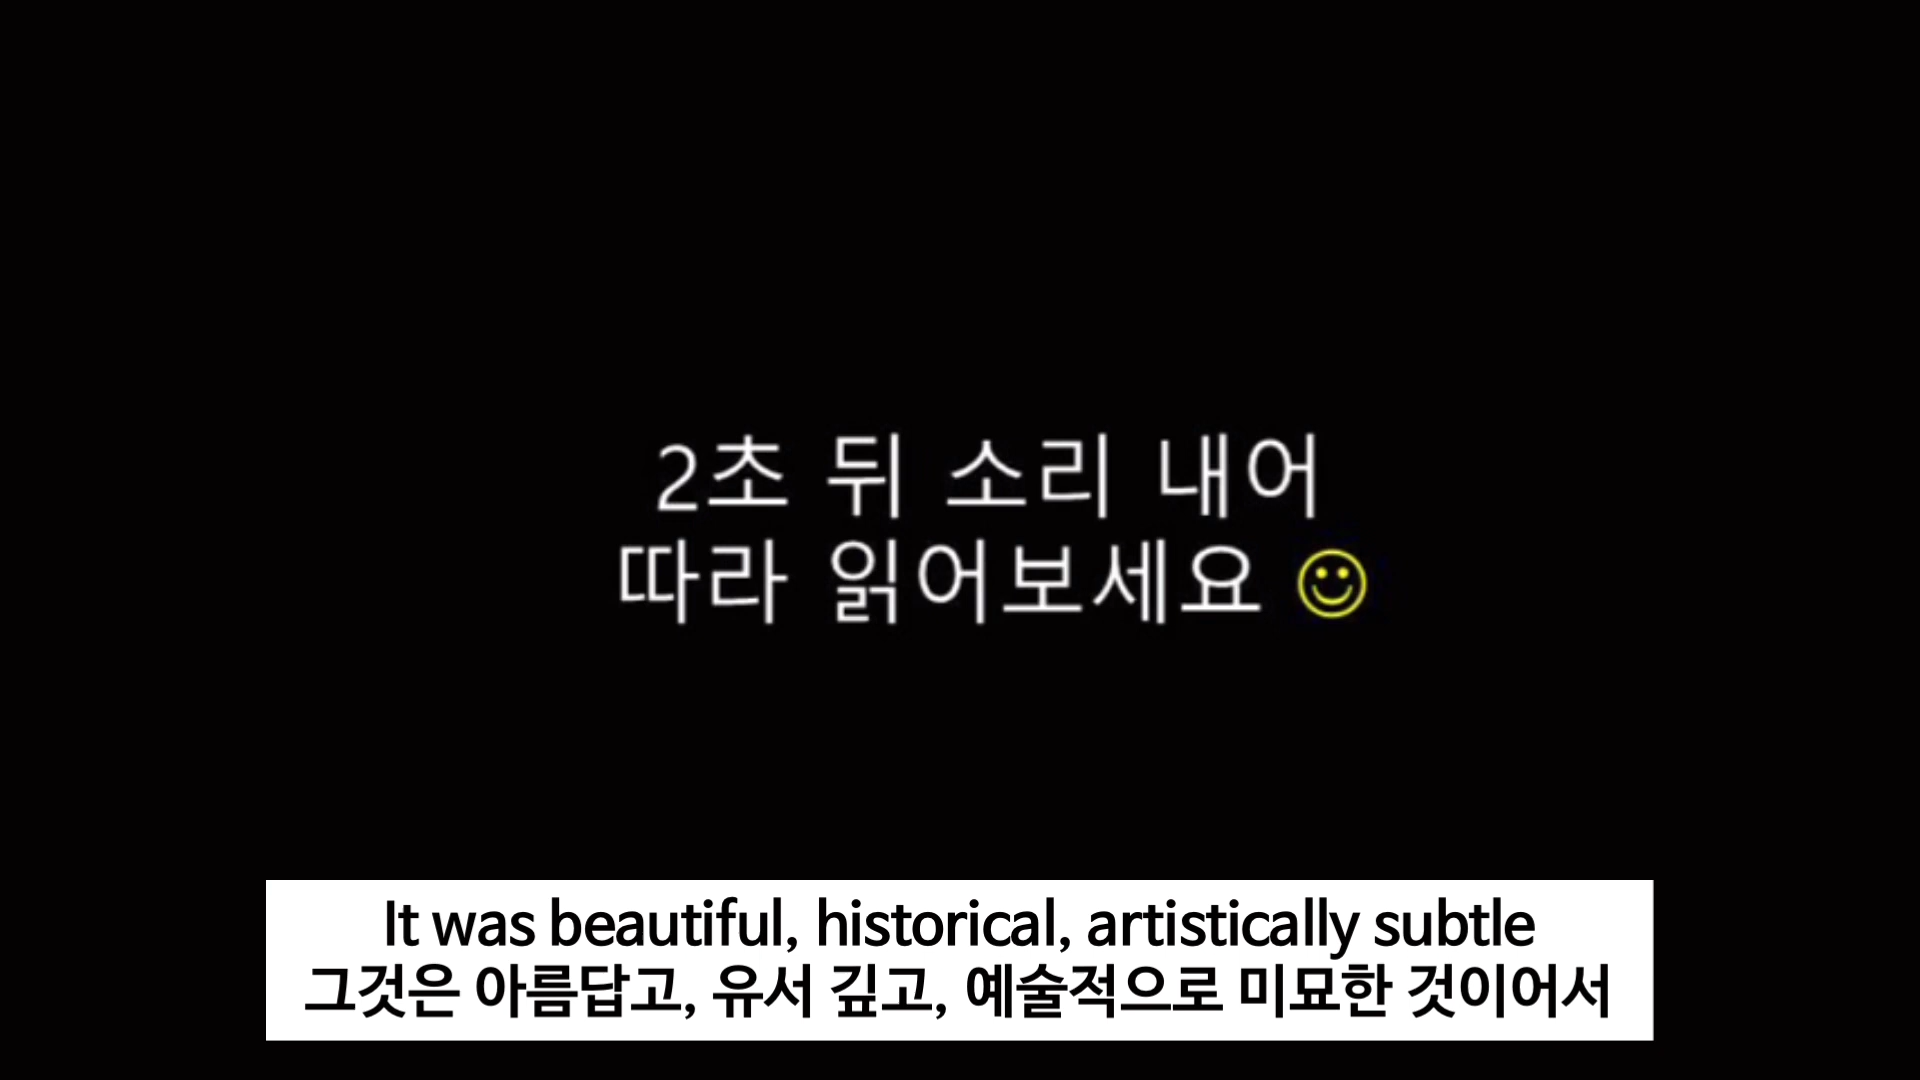 2초 뒤 소리 내어
따라 읽어보세요 ☺
It was beautiful, historical, artistically subtle
그것은 아름답고, 유서 깊고, 예술적으로 미묘한 것이어서